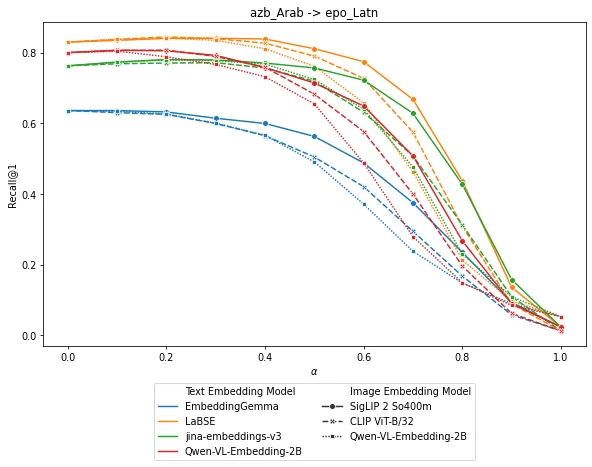 azb_Arab -> epo_Latn
Recall@1
0.8
0.6
0.4
0.2
0.0
0.0 0.2 0.4 0.6 0.8 1.0
α
Text Embedding Model Image Embedding Model
EmbeddingGemma SigLIP 2 So400m
LaBSE CLIP ViT-B/32
jina-embeddings-v3 Qwen-VL-Embedding-2B
Qwen-VL-Embedding-2B